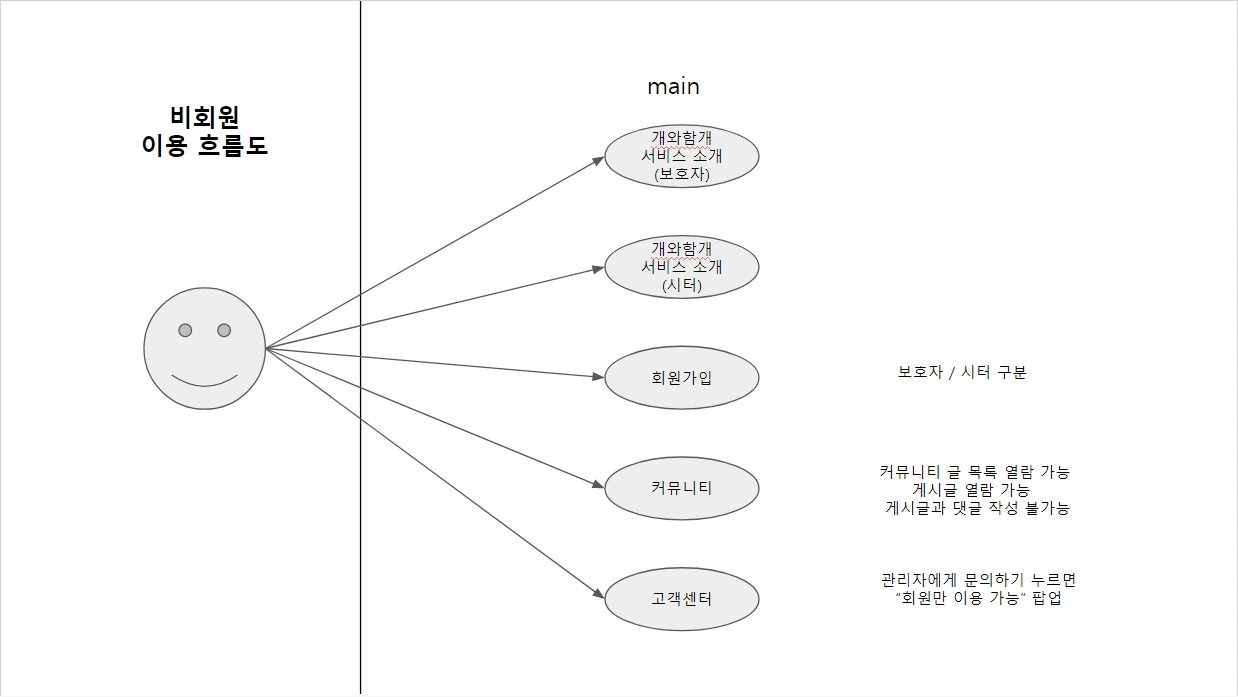 비회원
이용 흐름도
main
개와함개
서비스 소개
(보호자)
개와함개
서비스 소개
(시터)
회원가입
보호자 / 시터 구분
커뮤니티
커뮤니티 글 목록 열람 가능
게시글 열람 가능
게시글과 댓글 작성 불가능
고객센터
관리자에게 문의하기 누르면
“회원만 이용 가능” 팝업